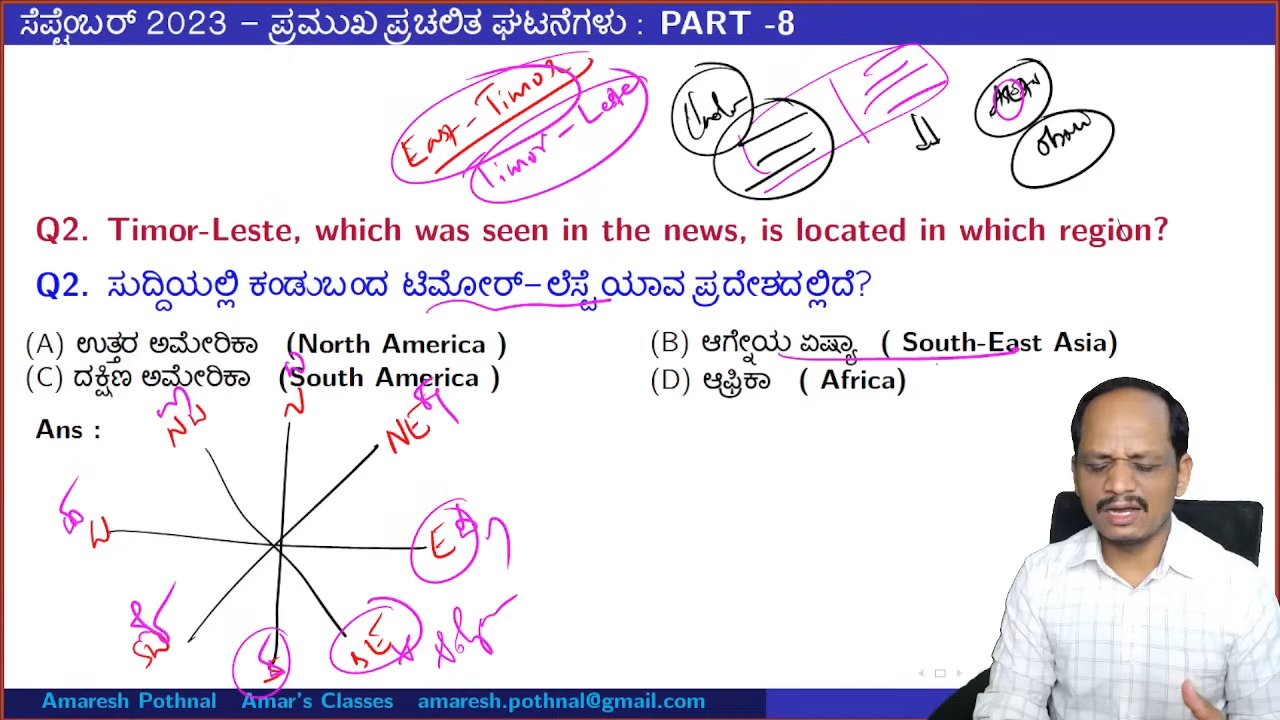 ಸೆಪ್ಟೆಂಬರ್ 2023 – ಪ್ರಮುಖ ಪ್ರಚಲಿತ ಘಟನೆಗಳು : PART -8
East - Timor
Timor - Leste
Q2. Timor-Leste, which was seen in the news, is located in which region?
Q2. ಸುದ್ದಿಯಲ್ಲಿ ಕಂಡುಬಂದ ಟಿಮೋರ್-ಲೆಸ್ಟೆ ಯಾವ ಪ್ರದೇಶದಲ್ಲಿದೆ?
(A) ಉತ್ತರ ಅಮೇರಿಕಾ (North America ) (B) ಆಗ್ನೇಯ ಏಷ್ಯಾ ( South-East Asia)
(C) ದಕ್ಷಿಣ ಅಮೇರಿಕಾ (South America ) (D) ಆಫ್ರಿಕಾ ( Africa)
Ans :
NE
E
SE
Amaresh Pothnal Amar's Classes amaresh.pothnal@gmail.com